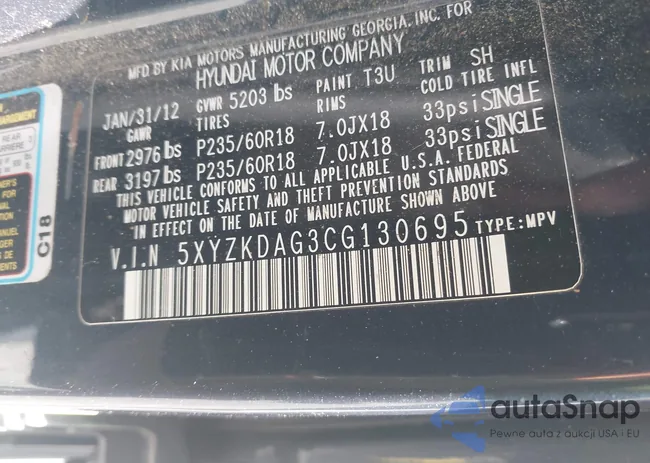 MFD BY KIA MOTORS MANUFACTURING GEORGIA, INC. FOR
HYUNDAI MOTOR COMPANY
JAN/31/12 GVWR 5203 lbs PAINT T3U TRIM SH
GAWR TIRES RIMS COLD TIRE INFL
FRONT 2976 lbs P235/60R18 7.0JX18 33psi SINGLE
REAR 3197 lbs P235/60R18 7.0JX18 33psi SINGLE
THIS VEHICLE CONFORMS TO ALL APPLICABLE U.S.A. FEDERAL
MOTOR VEHICLE SAFETY AND THEFT PREVENTION STANDARDS
IN EFFECT ON THE DATE OF MANUFACTURE SHOWN ABOVE
V.I.N 5XYZKDAG3CG130695 TYPE: MPV
REAR
C18
autaSnap
Pewne auta z aukcji USA i EU